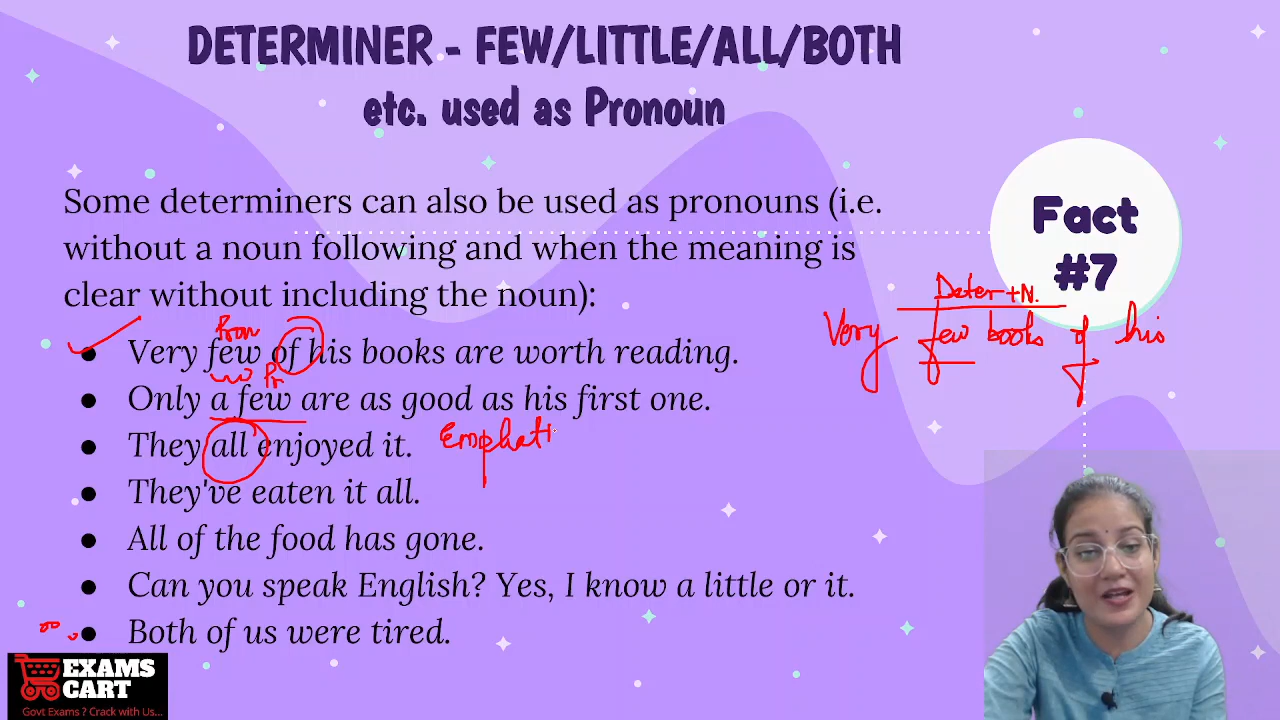 DETERMINER - FEW/LITTLE/ALL/BOTH
etc. used as Pronoun
Some determiners can also be used as pronouns (i.e.
without a noun following and when the meaning is
clear without including the noun):
Fact
#7
Deter + N.
Very few books of his
Pron
● Very few of his books are worth reading.
Pr
● Only a few are as good as his first one.
● They all enjoyed it. Emphati
● They've eaten it all.
● All of the food has gone.
● Can you speak English? Yes, I know a little or it.
● Both of us were tired.
EXAMS
CART
Govt Exams ? Crack with Us...